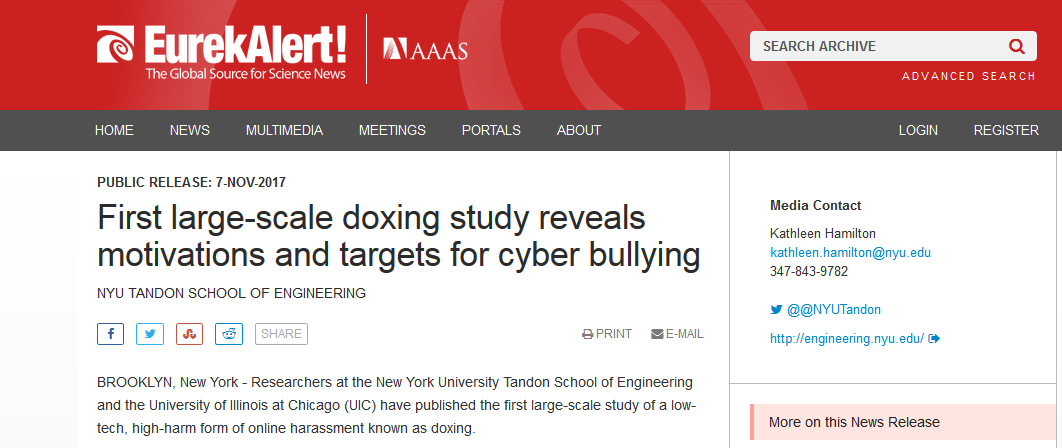 EurekAlert! AAAS
The Global Source for Science News
SEARCH ARCHIVE
ADVANCED SEARCH
HOME NEWS MULTIMEDIA MEETINGS PORTALS ABOUT LOGIN REGISTER
PUBLIC RELEASE: 7-NOV-2017
First large-scale doxing study reveals
motivations and targets for cyber bullying
NYU TANDON SCHOOL OF ENGINEERING
SHARE PRINT E-MAIL
BROOKLYN, New York - Researchers at the New York University Tandon School of Engineering
and the University of Illinois at Chicago (UIC) have published the first large-scale study of a low-
tech, high-harm form of online harassment known as doxing.
Media Contact
Kathleen Hamilton
kathleen.hamilton@nyu.edu
347-843-9782
@@NYUTandon
http://engineering.nyu.edu/
More on this News Release